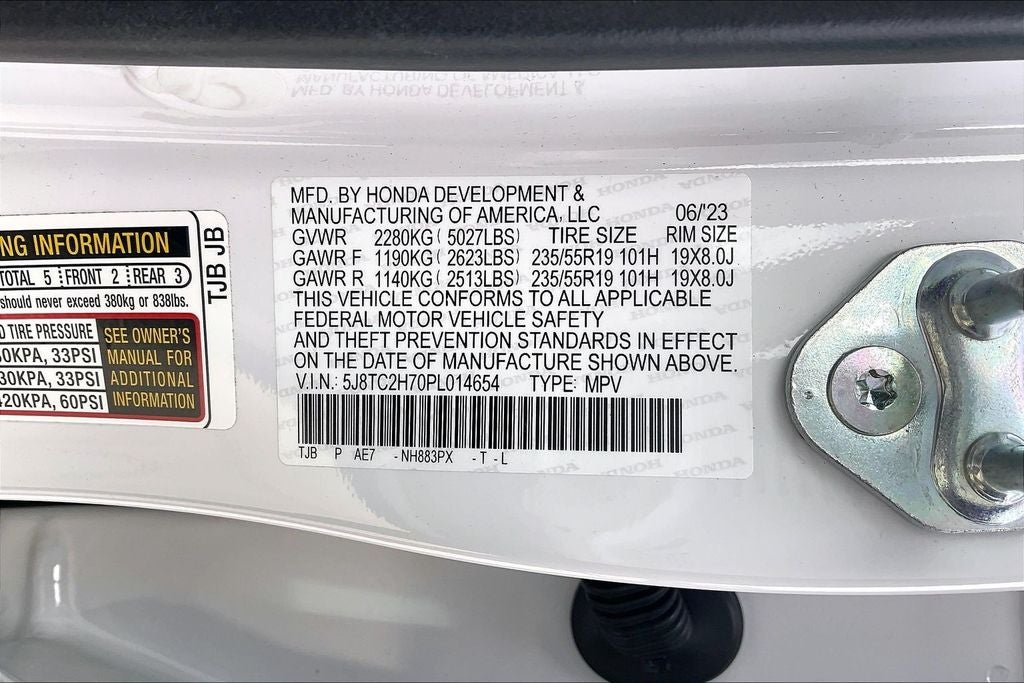 NG INFORMATION
TOTAL 5 FRONT 2 REAR 3
should never exceed 380kg or 838lbs.
TIRE PRESSURE
33PSI
30KPA, 33PSI
420KPA, 60PSI
SEE OWNER'S
MANUAL FOR
ADDITIONAL
INFORMATION
TJB JB
MFD. BY HONDA DEVELOPMENT &
MANUFACTURING OF AMERICA, LLC 06/'23
GVWR 2280KG ( 5027LBS) TIRE SIZE RIM SIZE
GAWR F 1190KG ( 2623LBS) 235/55R19 101H 19X8.0J
GAWR R 1140KG ( 2513LBS) 235/55R19 101H 19X8.0J
THIS VEHICLE CONFORMS TO ALL APPLICABLE
FEDERAL MOTOR VEHICLE SAFETY
AND THEFT PREVENTION STANDARDS IN EFFECT
ON THE DATE OF MANUFACTURE SHOWN ABOVE.
V.I.N.: 5J8TC2H70PL014654 TYPE: MPV
TJB P AE7 -NH883PX -T-L